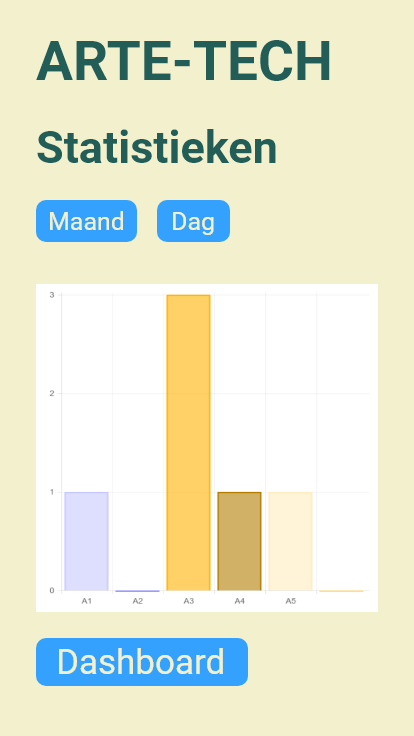 ARTE-TECH
Statistieken
Maand Dag
3
2
1
0
A1 A2 A3 A4 A5
Dashboard